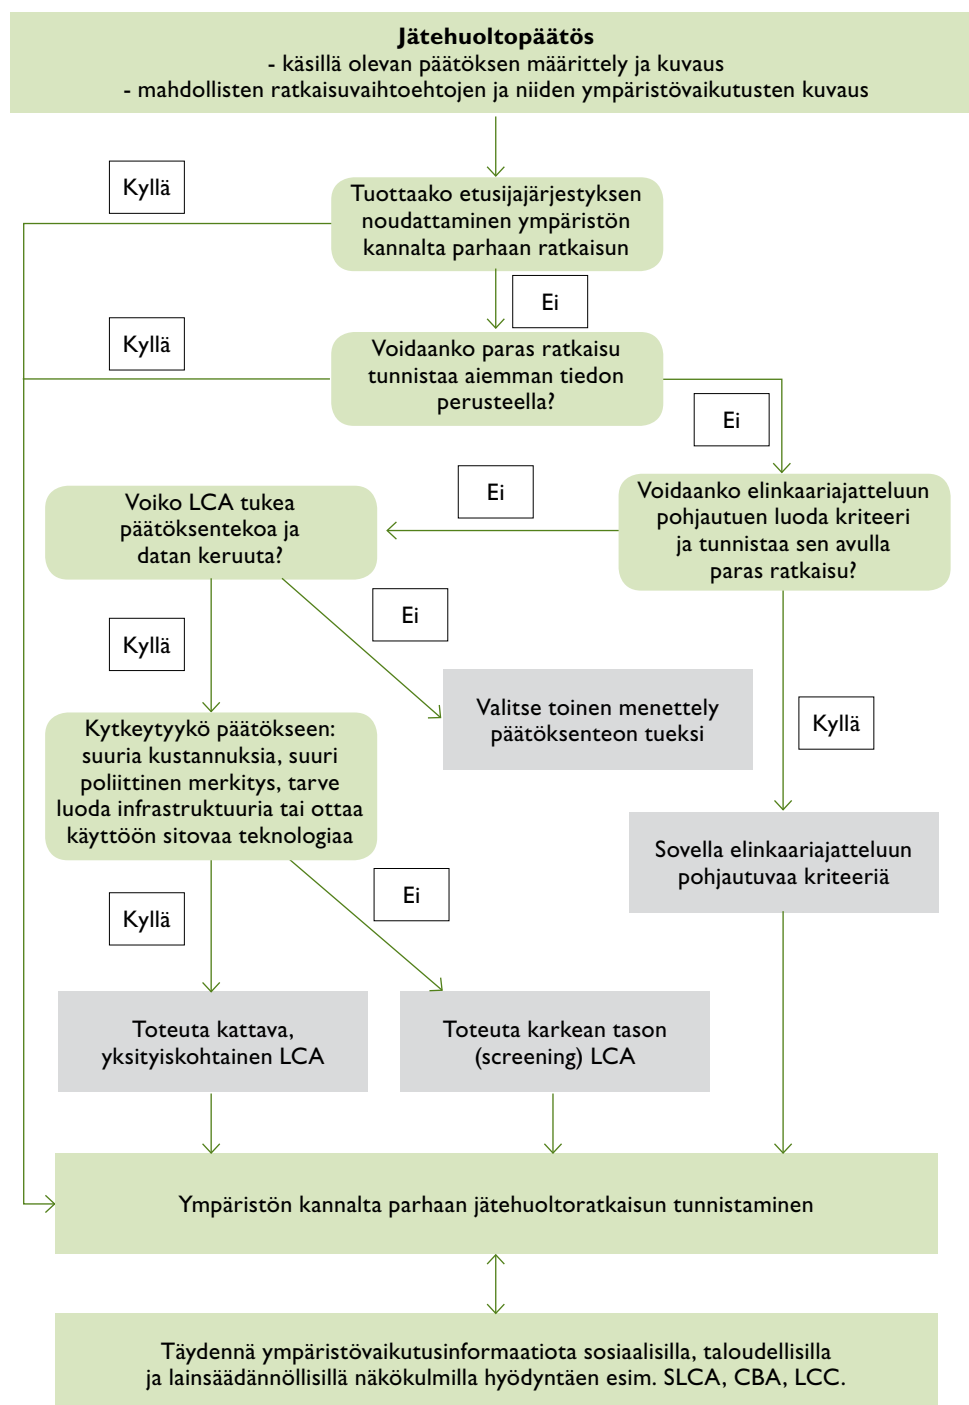 Jätehuoltopäätös
- käsillä olevan päätöksen määrittely ja kuvaus
- mahdollisten ratkaisuvaihtoehtojen ja niiden ympäristövaikutusten kuvaus
Kyllä
Tuottaako etusijajärjestyksen
noudattaminen ympäristön
kannalta parhaan ratkaisun
Ei
Kyllä
Voidaanko paras ratkaisu
tunnistaa aiemman tiedon
perusteella?
Ei
Voidaanko elinkaariajatteluun
pohjautuen luoda kriteeri
ja tunnistaa sen avulla
paras ratkaisu?
Ei
Voiko LCA tukea
päätöksentekoa ja
datan keruuta?
Ei
Kyllä
Valitse toinen menettely
päätöksenteon tueksi
Kyllä
Kytkeytyykö päätökseen:
suuria kustannuksia, suuri
poliittinen merkitys, tarve
luoda infrastruktuuria tai ottaa
käyttöön sitovaa teknologiaa
Sovella elinkaariajatteluun
pohjautuvaa kriteeriä
Kyllä
Ei
Toteuta kattava,
yksityiskohtainen LCA
Toteuta karkean tason
(screening) LCA
Ympäristön kannalta parhaan jätehuoltoratkaisun tunnistaminen
Täydennä ympäristövaikutusinformaatiota sosiaalisilla, taloudellisilla
ja lainsäädännöllisillä näkökulmilla hyödyntäen esim. SLCA, CBA, LCC.